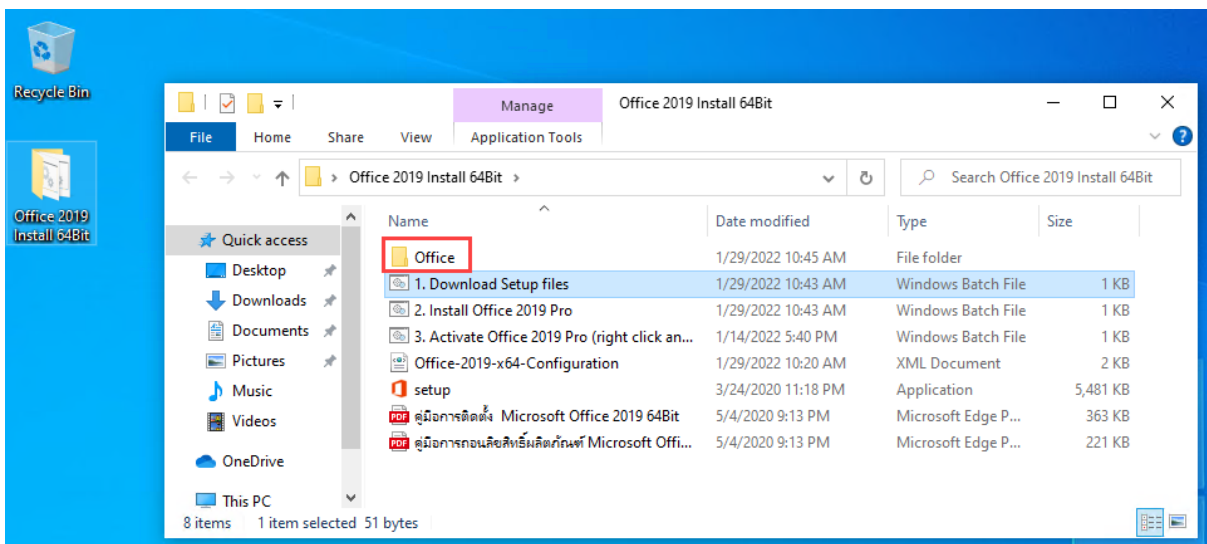 Recycle Bin
Office 2019
Install 64Bit
Manage
Office 2019 Install 64Bit
File
Home
Share
View
Application Tools
Office 2019 Install 64Bit
Search Office 2019 Install 64Bit
Quick access
Desktop
Downloads
Documents
Pictures
Music
Videos
OneDrive
This PC
Name Date modified Type Size
Office 1/29/2022 10:45 AM File folder
1. Download Setup files 1/29/2022 10:43 AM Windows Batch File 1 KB
2. Install Office 2019 Pro 1/29/2022 10:43 AM Windows Batch File 1 KB
3. Activate Office 2019 Pro (right click an... 1/14/2022 5:40 PM Windows Batch File 1 KB
Office-2019-x64-Configuration 1/29/2022 10:20 AM XML Document 2 KB
setup 3/24/2020 11:18 PM Application 5,481 KB
PDF คู่มือการติดตั้ง Microsoft Office 2019 64Bit 5/4/2020 9:13 PM Microsoft Edge P... 363 KB
PDF คู่มือการถอนลิขสิทธิ์ผลิตภัณฑ์ Microsoft Offi... 5/4/2020 9:13 PM Microsoft Edge P... 221 KB
8 items 1 item selected 51 bytes